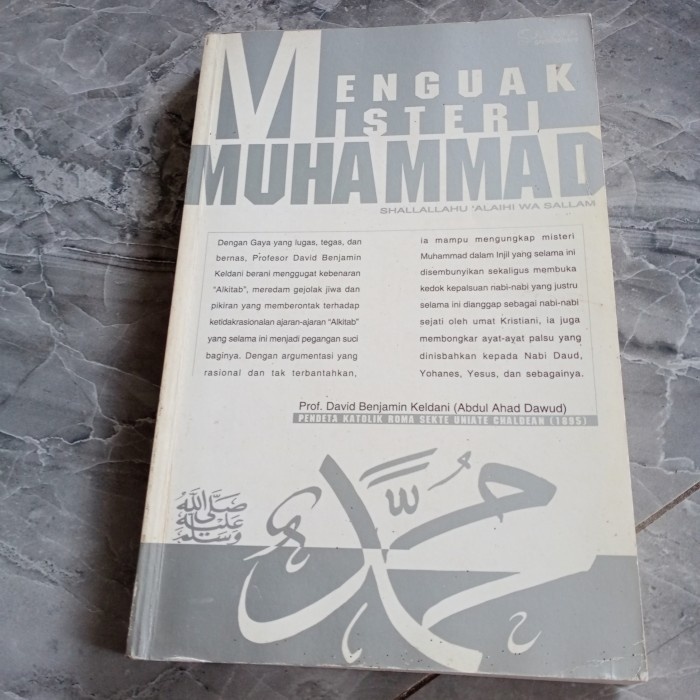 MENGUAK
MISTERI
MUHAMMAD
SHALLALLAHU 'ALAIHI WA SALLAM
Dengan Gaya yang lugas, tegas, dan
bernas, Profesor David Benjamin
Keldani berani menggugat kebenaran
"Alkitab", meredam gejolak jiwa dan
pikiran yang memberontak terhadap
ketidakrasionalan ajaran-ajaran "Alkitab"
yang selama ini menjadi pegangan suci
baginya. Dengan argumentasi yang
rasional dan tak terbantahkan,
ia mampu mengungkap misteri
Muhammad dalam Injil yang selama ini
disembunyikan sekaligus membuka
kedok kepalsuan nabi-nabi yang justru
selama ini dianggap sebagai nabi-nabi
sejati oleh umat Kristiani, ia juga
membongkar ayat-ayat palsu yang
dinisbahkan kepada Nabi Daud,
Yohanes, Yesus, dan sebagainya.
Prof. David Benjamin Keldani (Abdul Ahad Dawud)
PENDETA KATOLIK ROMA SEKTE UNIATE CHALDEAN (1895)
صلى الله
عليه
وسلم
محمد